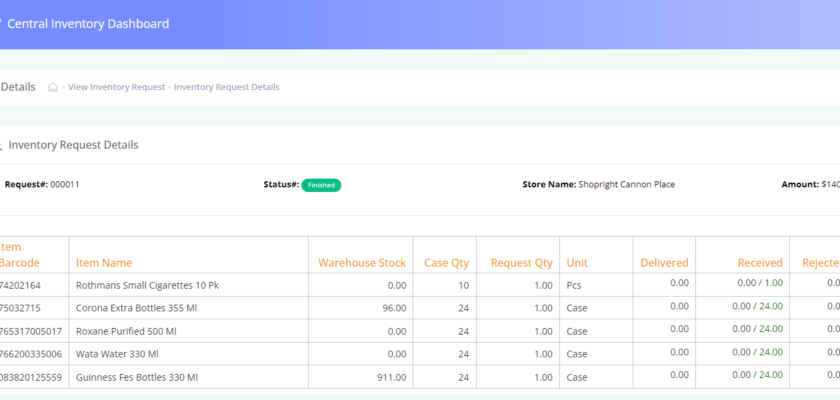 Central Inventory Dashboard
Details - View Inventory Request - Inventory Request Details
Inventory Request Details
Request#: 000011 Status#: Finished Store Name: Shopright Cannon Place Amount: $140
Item
Barcode Item Name Warehouse Stock Case Qty Request Qty Unit Delivered Received Rejecte
74202164 Rothmans Small Cigarettes 10 Pk 0.00 10 1.00 Pcs 0.00 0.00 / 1.00 0.0
75032715 Corona Extra Bottles 355 Ml 96.00 24 1.00 Case 0.00 0.00 / 24.00 0.0
765317005017 Roxane Purified 500 Ml 0.00 24 1.00 Case 0.00 0.00 / 24.00 0.0
766200335006 Wata Water 330 Ml 0.00 24 1.00 Case 0.00 0.00 / 24.00 0.0
083820125559 Guinness Fes Bottles 330 Ml 911.00 24 1.00 Case 0.00 0.00 / 24.00 0.0